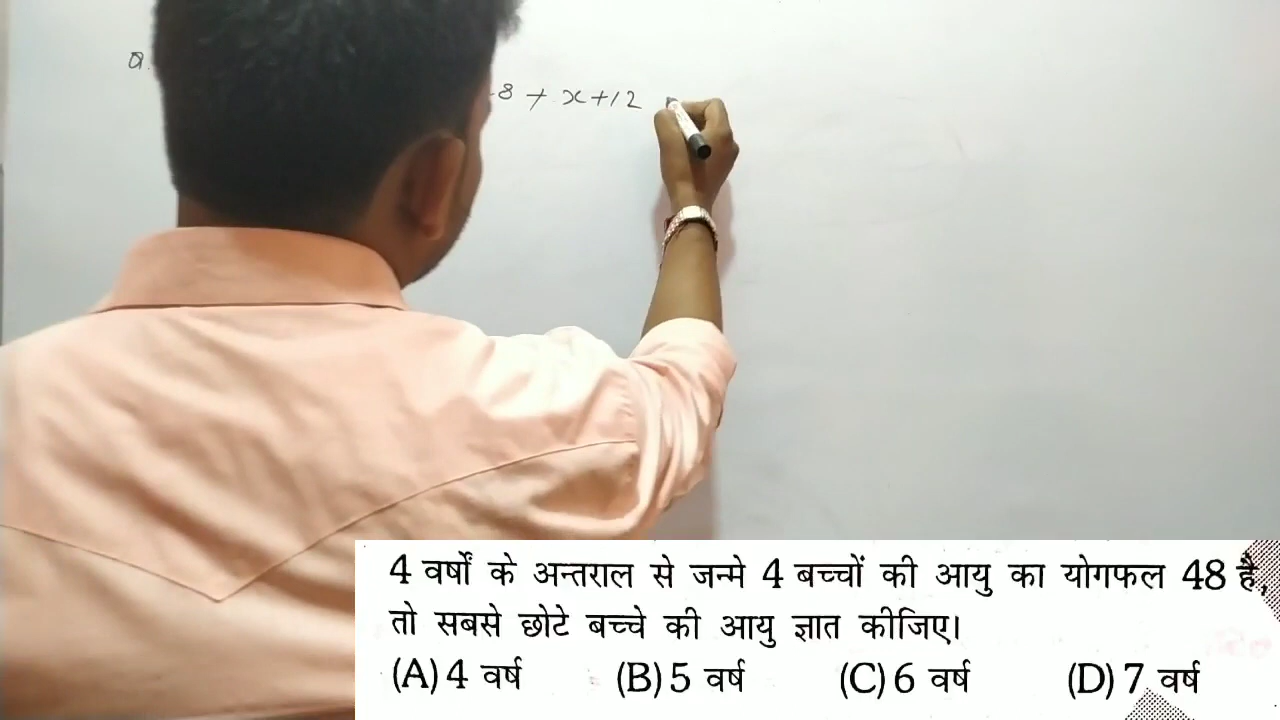 Q.
8 + x+12
4 वर्षों के अन्तराल से जन्मे 4 बच्चों की आयु का योगफल 48 है,
तो सबसे छोटे बच्चे की आयु ज्ञात कीजिए।
(A) 4 वर्ष (B) 5 वर्ष (C) 6 वर्ष (D) 7 वर्ष